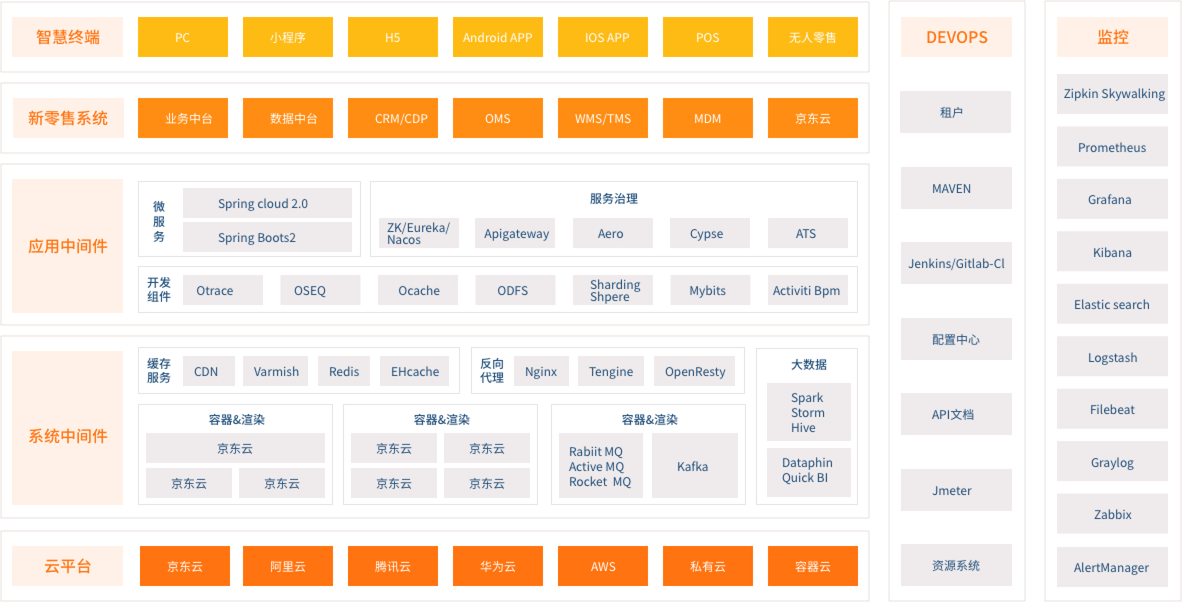 智慧终端
PC
小程序
H5
Android APP
IOS APP
POS
无人零售
新零售系统
业务中台
数据中台
CRM/CDP
OMS
WMS/TMS
MDM
京东云
应用中间件
微
服
务
Spring cloud 2.0
Spring Boots2
服务治理
ZK/Eureka/
Nacos
Apigateway
Aero
Cypse
ATS
开发
组件
Otrace
OSEQ
Ocache
ODFS
Sharding
Shpere
Mybits
Activiti Bpm
系统中间件
缓存
服务
CDN
Varmish
Redis
EHcache
反向
代理
Nginx
Tengine
OpenResty
大数据
Spark
Storm
Hive
Dataphin
Quick BI
容器&渲染
京东云
京东云
京东云
容器&渲染
京东云
京东云
京东云
京东云
容器&渲染
Rabiit MQ
Active MQ
Rocket MQ
Kafka
云平台
京东云
阿里云
腾讯云
华为云
AWS
私有云
容器云
DEVOPS
租户
MAVEN
Jenkins/Gitlab-Cl
配置中心
API文档
Jmeter
资源系统
监控
Zipkin Skywalking
Prometheus
Grafana
Kibana
Elastic search
Logstash
Filebeat
Graylog
Zabbix
AlertManager